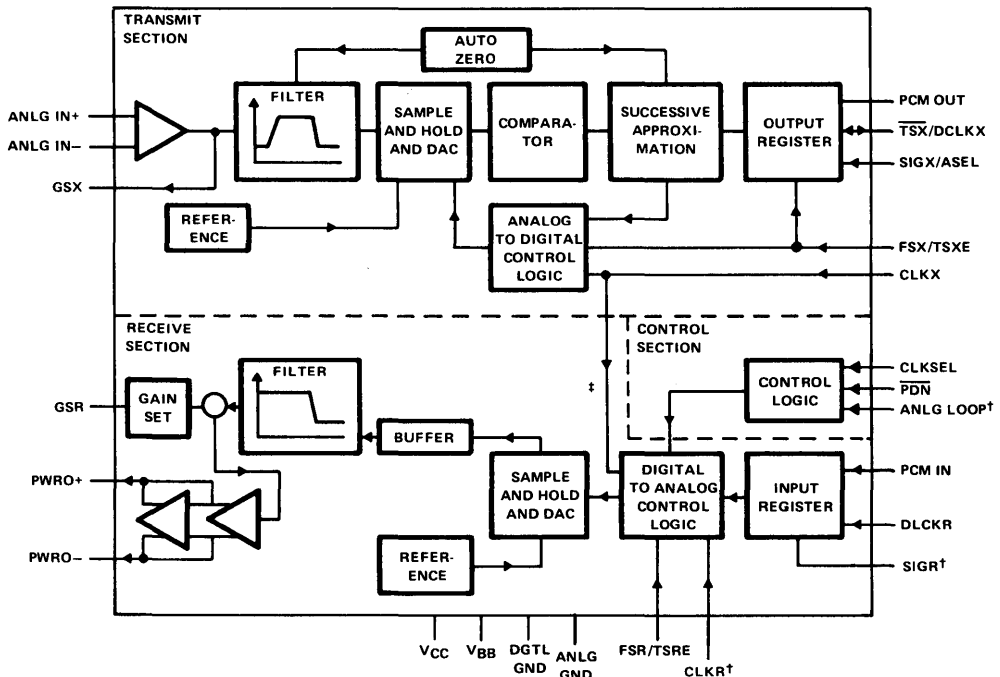 TRANSMIT
SECTION
AUTO
ZERO
FILTER
SAMPLE
AND HOLD
AND DAC
COMPARA-
TOR
SUCCESSIVE
APPROXI-
MATION
OUTPUT
REGISTER
ANLG IN+
ANLG IN−
GSX
PCM OUT
TSX/DCLKX
SIGX/ASEL
REFER-
ENCE
ANALOG
TO DIGITAL
CONTROL
LOGIC
FSX/TSXE
CLKX
RECEIVE
SECTION
CONTROL
SECTION
GSR
GAIN
SET
FILTER
BUFFER
‡
CONTROL
LOGIC
CLKSEL
PDN
ANLG LOOP†
PWRO+
PWRO−
SAMPLE
AND HOLD
AND DAC
DIGITAL
TO ANALOG
CONTROL
LOGIC
INPUT
REGISTER
PCM IN
DLCKR
SIGR†
REFER-
ENCE
VCC
VBB
DGTL
GND
ANLG
GND
FSR/TSRE
CLKR†